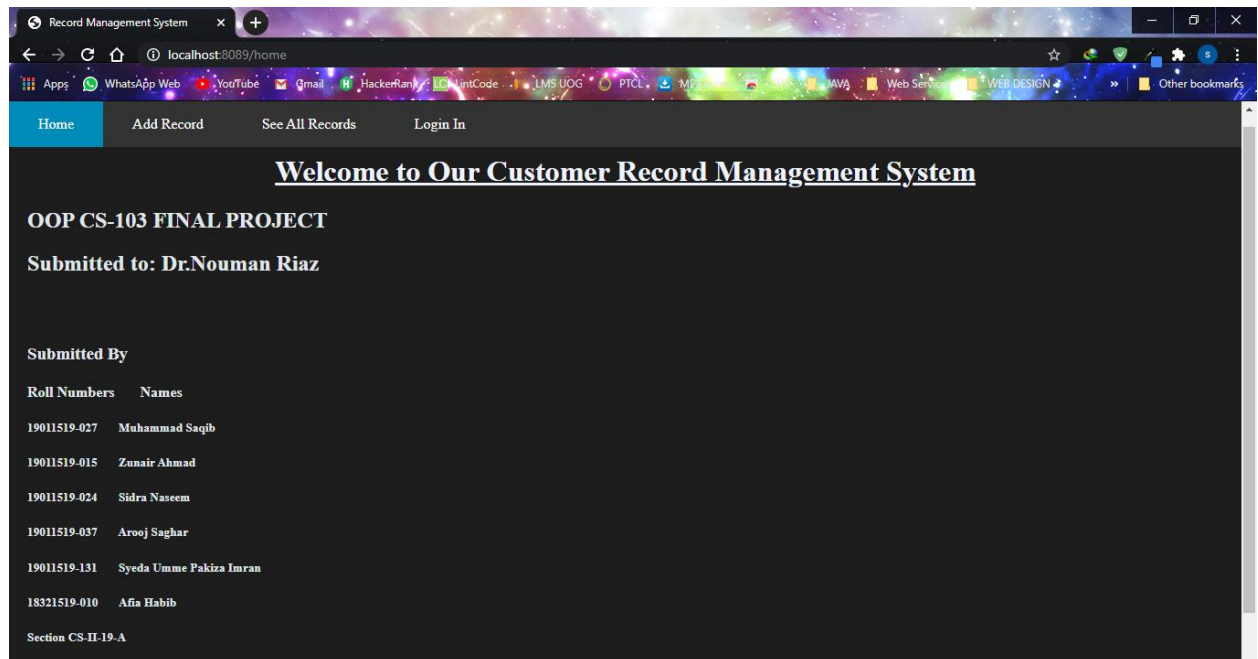 Record Management System
localhost:8089/home
Apps WhatsApp Web YouTube Gmail HackerRank LintCode LMS UOG PTCL JAVA Web Service WEB DESIGN » Other bookmarks
Home Add Record See All Records Login In
Welcome to Our Customer Record Management System
OOP CS-103 FINAL PROJECT
Submitted to: Dr.Nouman Riaz
Submitted By
Roll Numbers Names
19011519-027 Muhammad Saqib
19011519-015 Zunair Ahmad
19011519-024 Sidra Naseem
19011519-037 Arooj Saghar
19011519-131 Syeda Umme Pakiza Imran
18321519-010 Afia Habib
Section CS-II-19-A